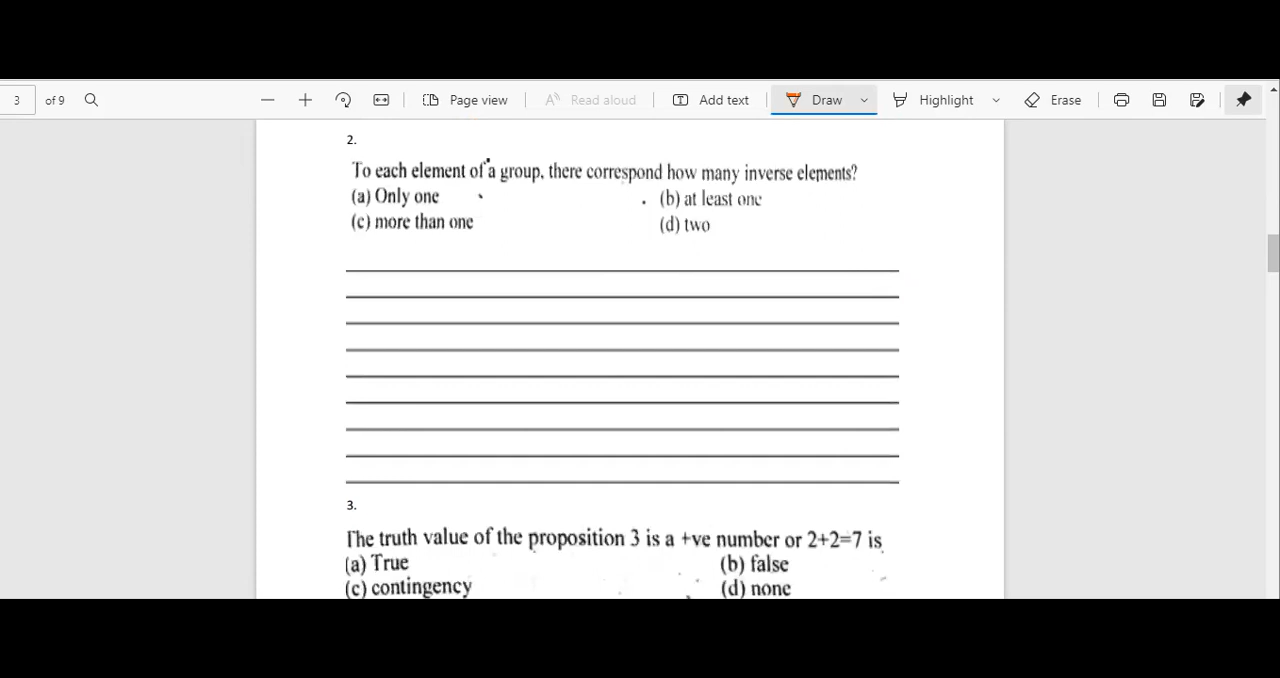 3 of 9 Page view Read aloud Add text Draw Highlight Erase
2.
To each element of a group, there correspond how many inverse elements?
(a) Only one (b) at least one
(c) more than one (d) two
3.
The truth value of the proposition 3 is a +ve number or 2+2=7 is
(a) True (b) false
(c) contingency (d) none